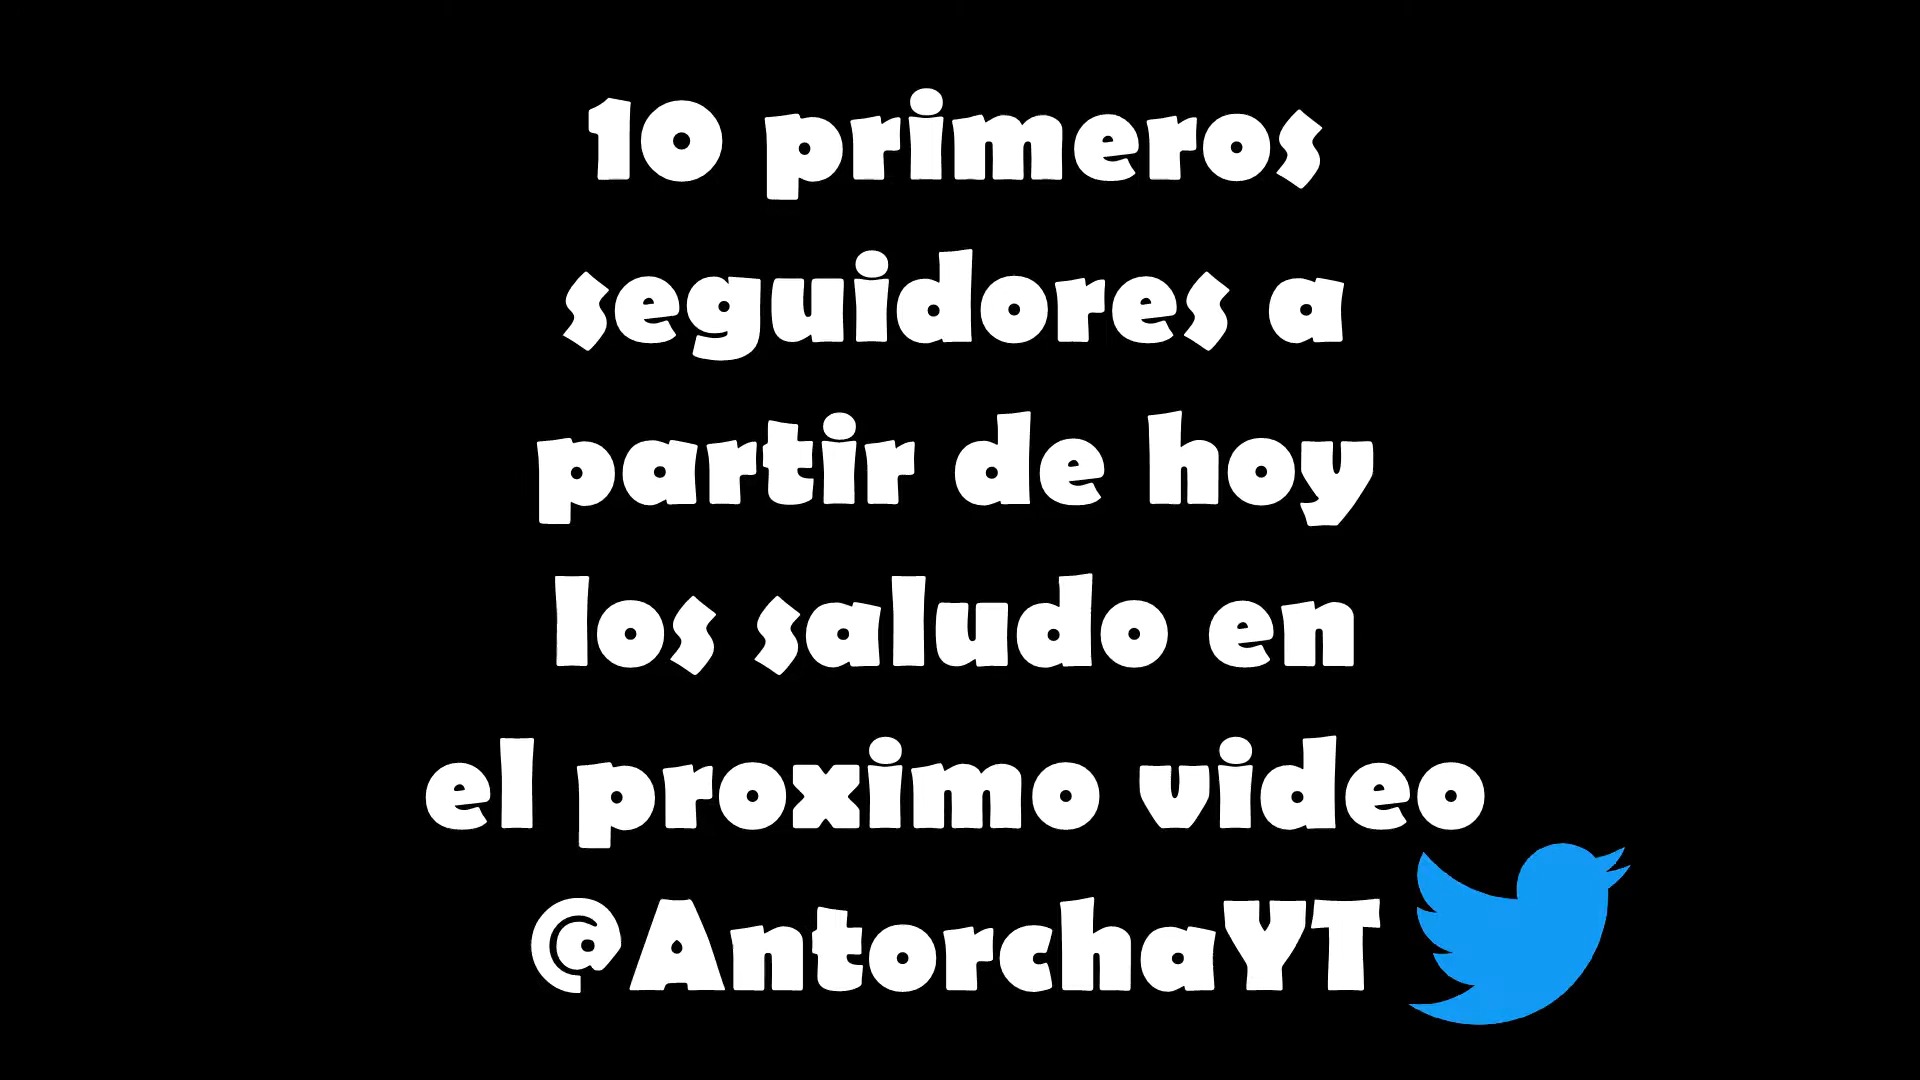 10 primeros
seguidores a
partir de hoy
los saludo en
el proximo video
@AntorchaYT